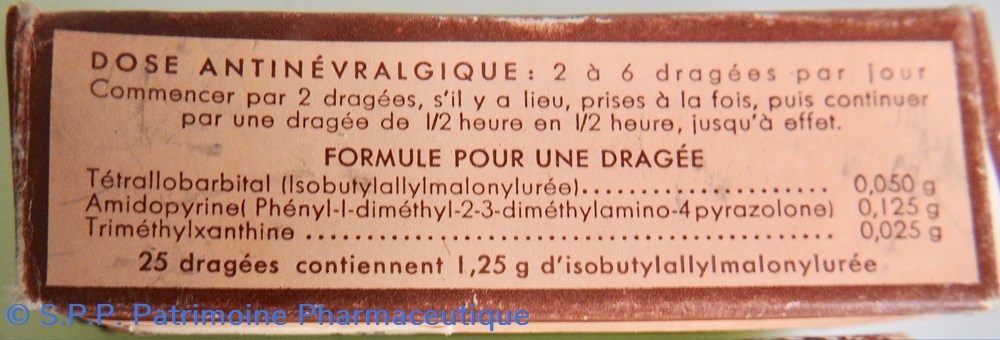 DOSE ANTINÉVRALGIQUE : 2 à 6 dragées par jour
Commencer par 2 dragées, s'il y a lieu, prises à la fois, puis continuer
par une dragée de 1/2 heure en 1/2 heure, jusqu'à effet.
FORMULE POUR UNE DRAGÉE
Tétrallobarbital (Isobutylallylmalonylurée)....................... 0,050 g
Amidopyrine( Phényl-1-diméthyl-2-3-diméthylamino-4 pyrazolone) 0,125 g
Triméthylxanthine .................................................. 0,025 g
25 dragées contiennent 1,25 g d'isobutylallylmalonylurée
© S.P.P. Patrimoine Pharmaceutique